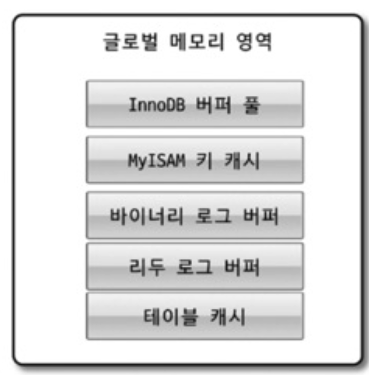 글로벌 메모리 영역
InnoDB 버퍼 풀
MyISAM 키 캐시
바이너리 로그 버퍼
리두 로그 버퍼
테이블 캐시